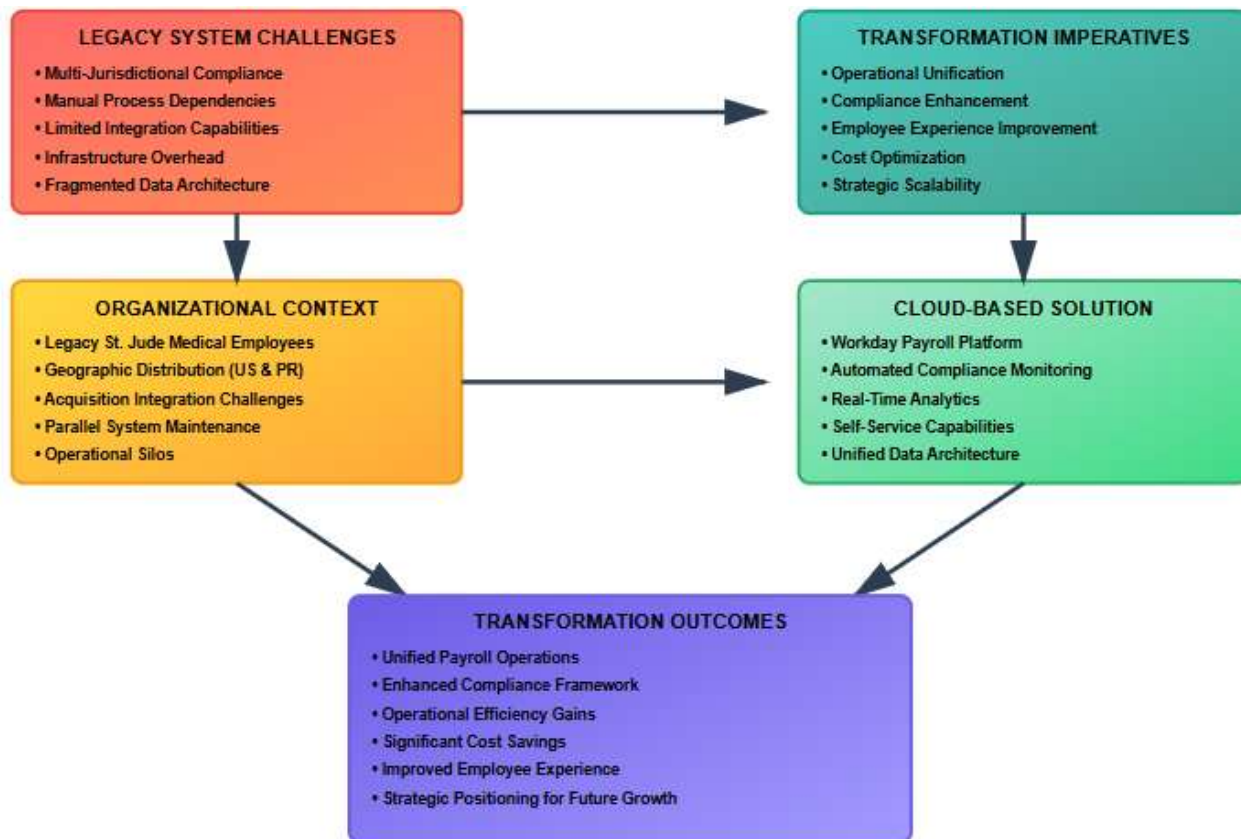 LEGACY SYSTEM CHALLENGES
• Multi-Jurisdictional Compliance
• Manual Process Dependencies
• Limited Integration Capabilities
• Infrastructure Overhead
• Fragmented Data Architecture
TRANSFORMATION IMPERATIVES
• Operational Unification
• Compliance Enhancement
• Employee Experience Improvement
• Cost Optimization
• Strategic Scalability
ORGANIZATIONAL CONTEXT
• Legacy St. Jude Medical Employees
• Geographic Distribution (US & PR)
• Acquisition Integration Challenges
• Parallel System Maintenance
• Operational Silos
CLOUD-BASED SOLUTION
• Workday Payroll Platform
• Automated Compliance Monitoring
• Real-Time Analytics
• Self-Service Capabilities
• Unified Data Architecture
TRANSFORMATION OUTCOMES
• Unified Payroll Operations
• Enhanced Compliance Framework
• Operational Efficiency Gains
• Significant Cost Savings
• Improved Employee Experience
• Strategic Positioning for Future Growth